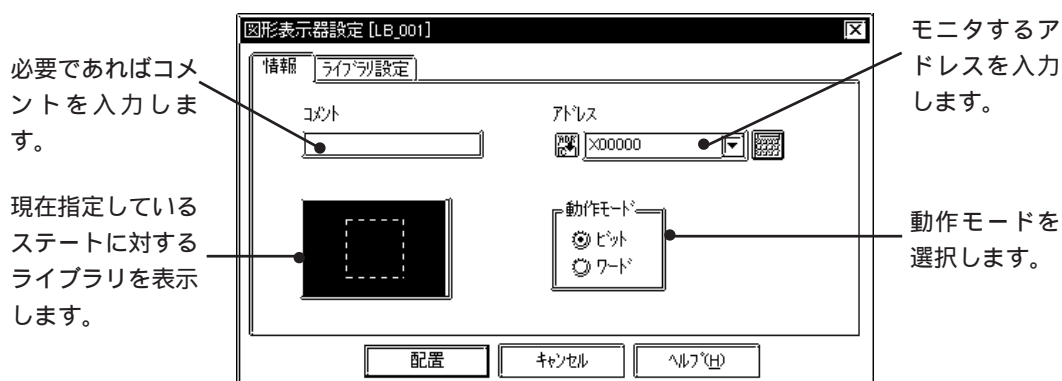 図形表示器設定 [LB_001]
情報 ライブラリ設定
コメント
アドレス
X00000
動作モード
ビット
ワード
配置 キャンセル ヘルプ(H)
必要であればコメ
ントを入力しま
す。
現在指定している
ステートに対する
ライブラリを表示
します。
モニタするア
ドレスを入力
します。
動作モードを
選択します。